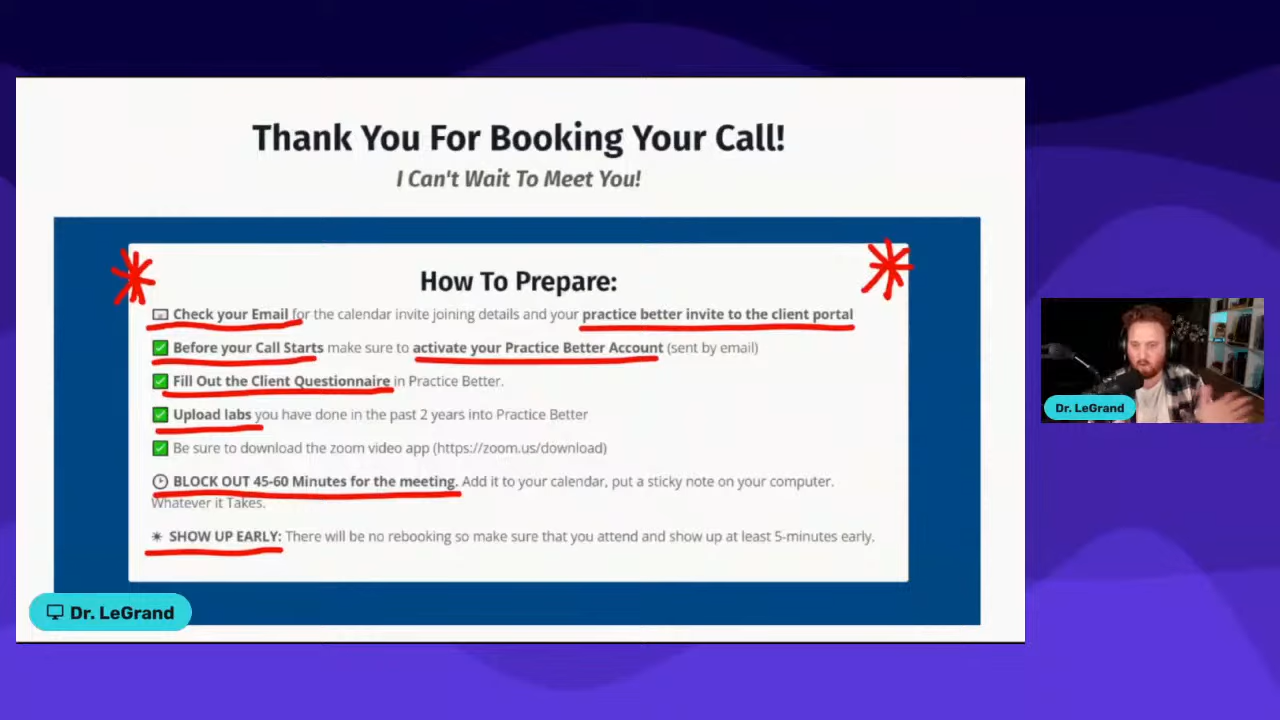 Thank You For Booking Your Call!
I Can't Wait To Meet You!
How To Prepare:
Check your Email for the calendar invite joining details and your practice better invite to the client portal
Before your Call Starts make sure to activate your Practice Better Account (sent by email)
Fill Out the Client Questionnaire in Practice Better.
Upload labs you have done in the past 2 years into Practice Better
Be sure to download the zoom video app (https://zoom.us/download)
BLOCK OUT 45-60 Minutes for the meeting. Add it to your calendar, put a sticky note on your computer.
Whatever it Takes.
SHOW UP EARLY: There will be no rebooking so make sure that you attend and show up at least 5-minutes early.
Dr. LeGrand
Dr. LeGrand